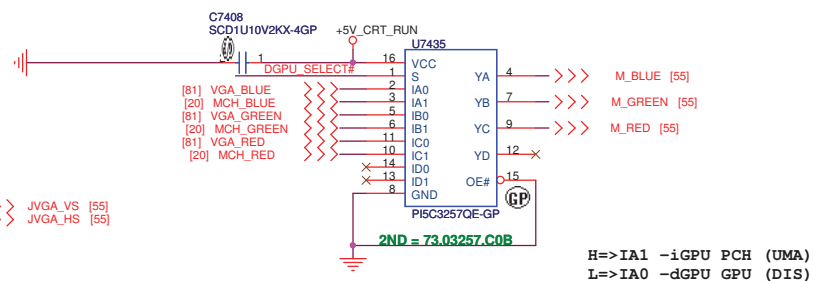 C7408
SCD1U10V2KX-4GP
+5V_CRT_RUN
U7435
1
DGPU_SELECT#
16 VCC
1 S
[81] VGA_BLUE 2 IA0
[20] MCH_BLUE 3 IA1
[81] VGA_GREEN 5 IB0
[20] MCH_GREEN 6 IB1
[81] VGA_RED 11 IC0
[20] MCH_RED 10 IC1
14 ID0
13 ID1
8 GND
YA 4 M_BLUE [55]
YB 7 M_GREEN [55]
YC 9 M_RED [55]
YD 12
OE# 15
GP
PI5C3257QE-GP
2ND = 73.03257.C0B
JVGA_VS [55]
JVGA_HS [55]
H=>IA1 -iGPU PCH (UMA)
L=>IA0 -dGPU GPU (DIS)